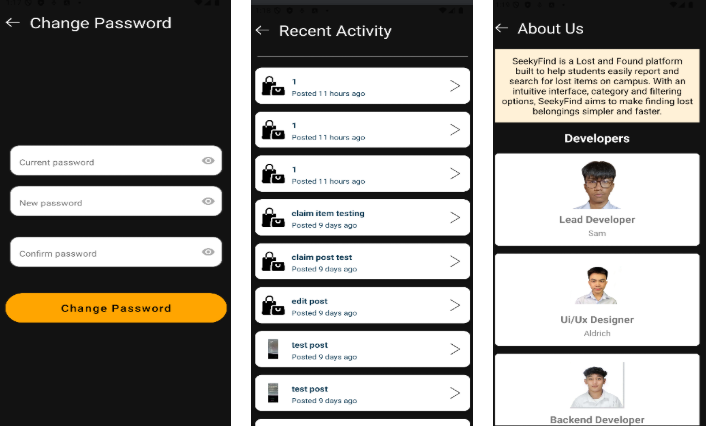 Change Password
Current password
New password
Confirm password
Change Password
Recent Activity
1
Posted 11 hours ago
1
Posted 11 hours ago
1
Posted 11 hours ago
claim item testing
Posted 9 days ago
claim post test
Posted 9 days ago
edit post
Posted 9 days ago
test post
Posted 9 days ago
test post
Posted 9 days ago
About Us
SeekyFind is a Lost and Found platform
built to help students easily report and
search for lost items on campus. With an
intuitive interface, category and filtering
options, SeekyFind aims to make finding lost
belongings simpler and faster.
Developers
Lead Developer
Sam
Ui/Ux Designer
Aldrich
Backend Developer